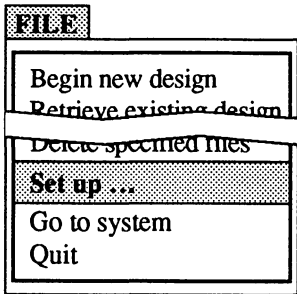 FILE
Begin new design
Retrieve existing design
Delete specified files
Set up ...
Go to system
Quit